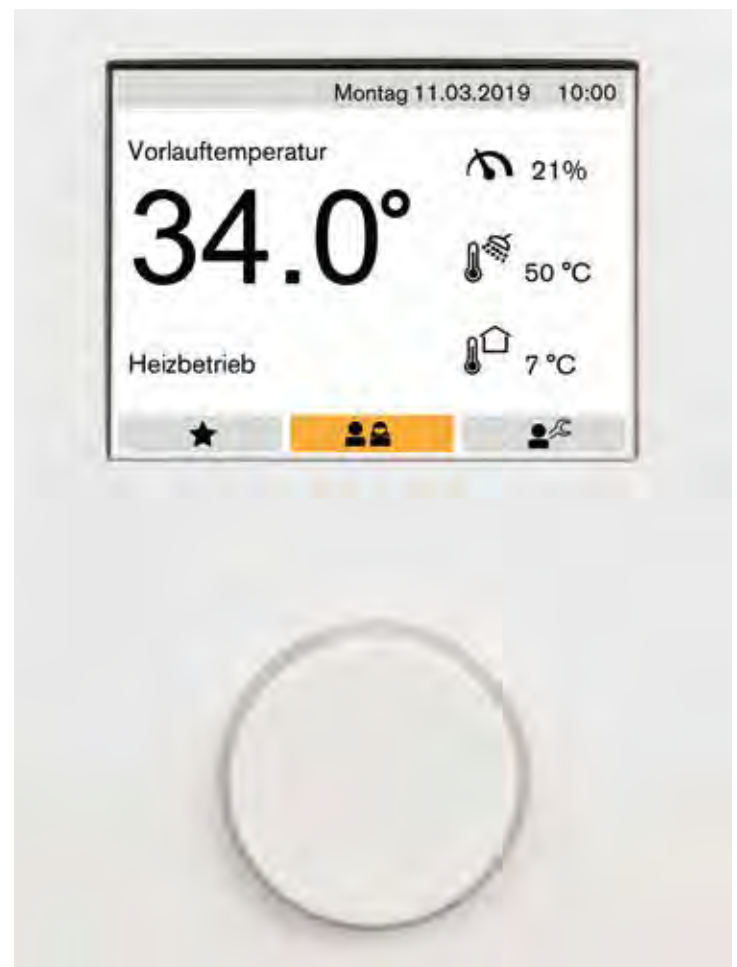 Montag 11.03.2019 10:00
Vorlauftemperatur
21%
34.0°
50 °C
Heizbetrieb
7 °C